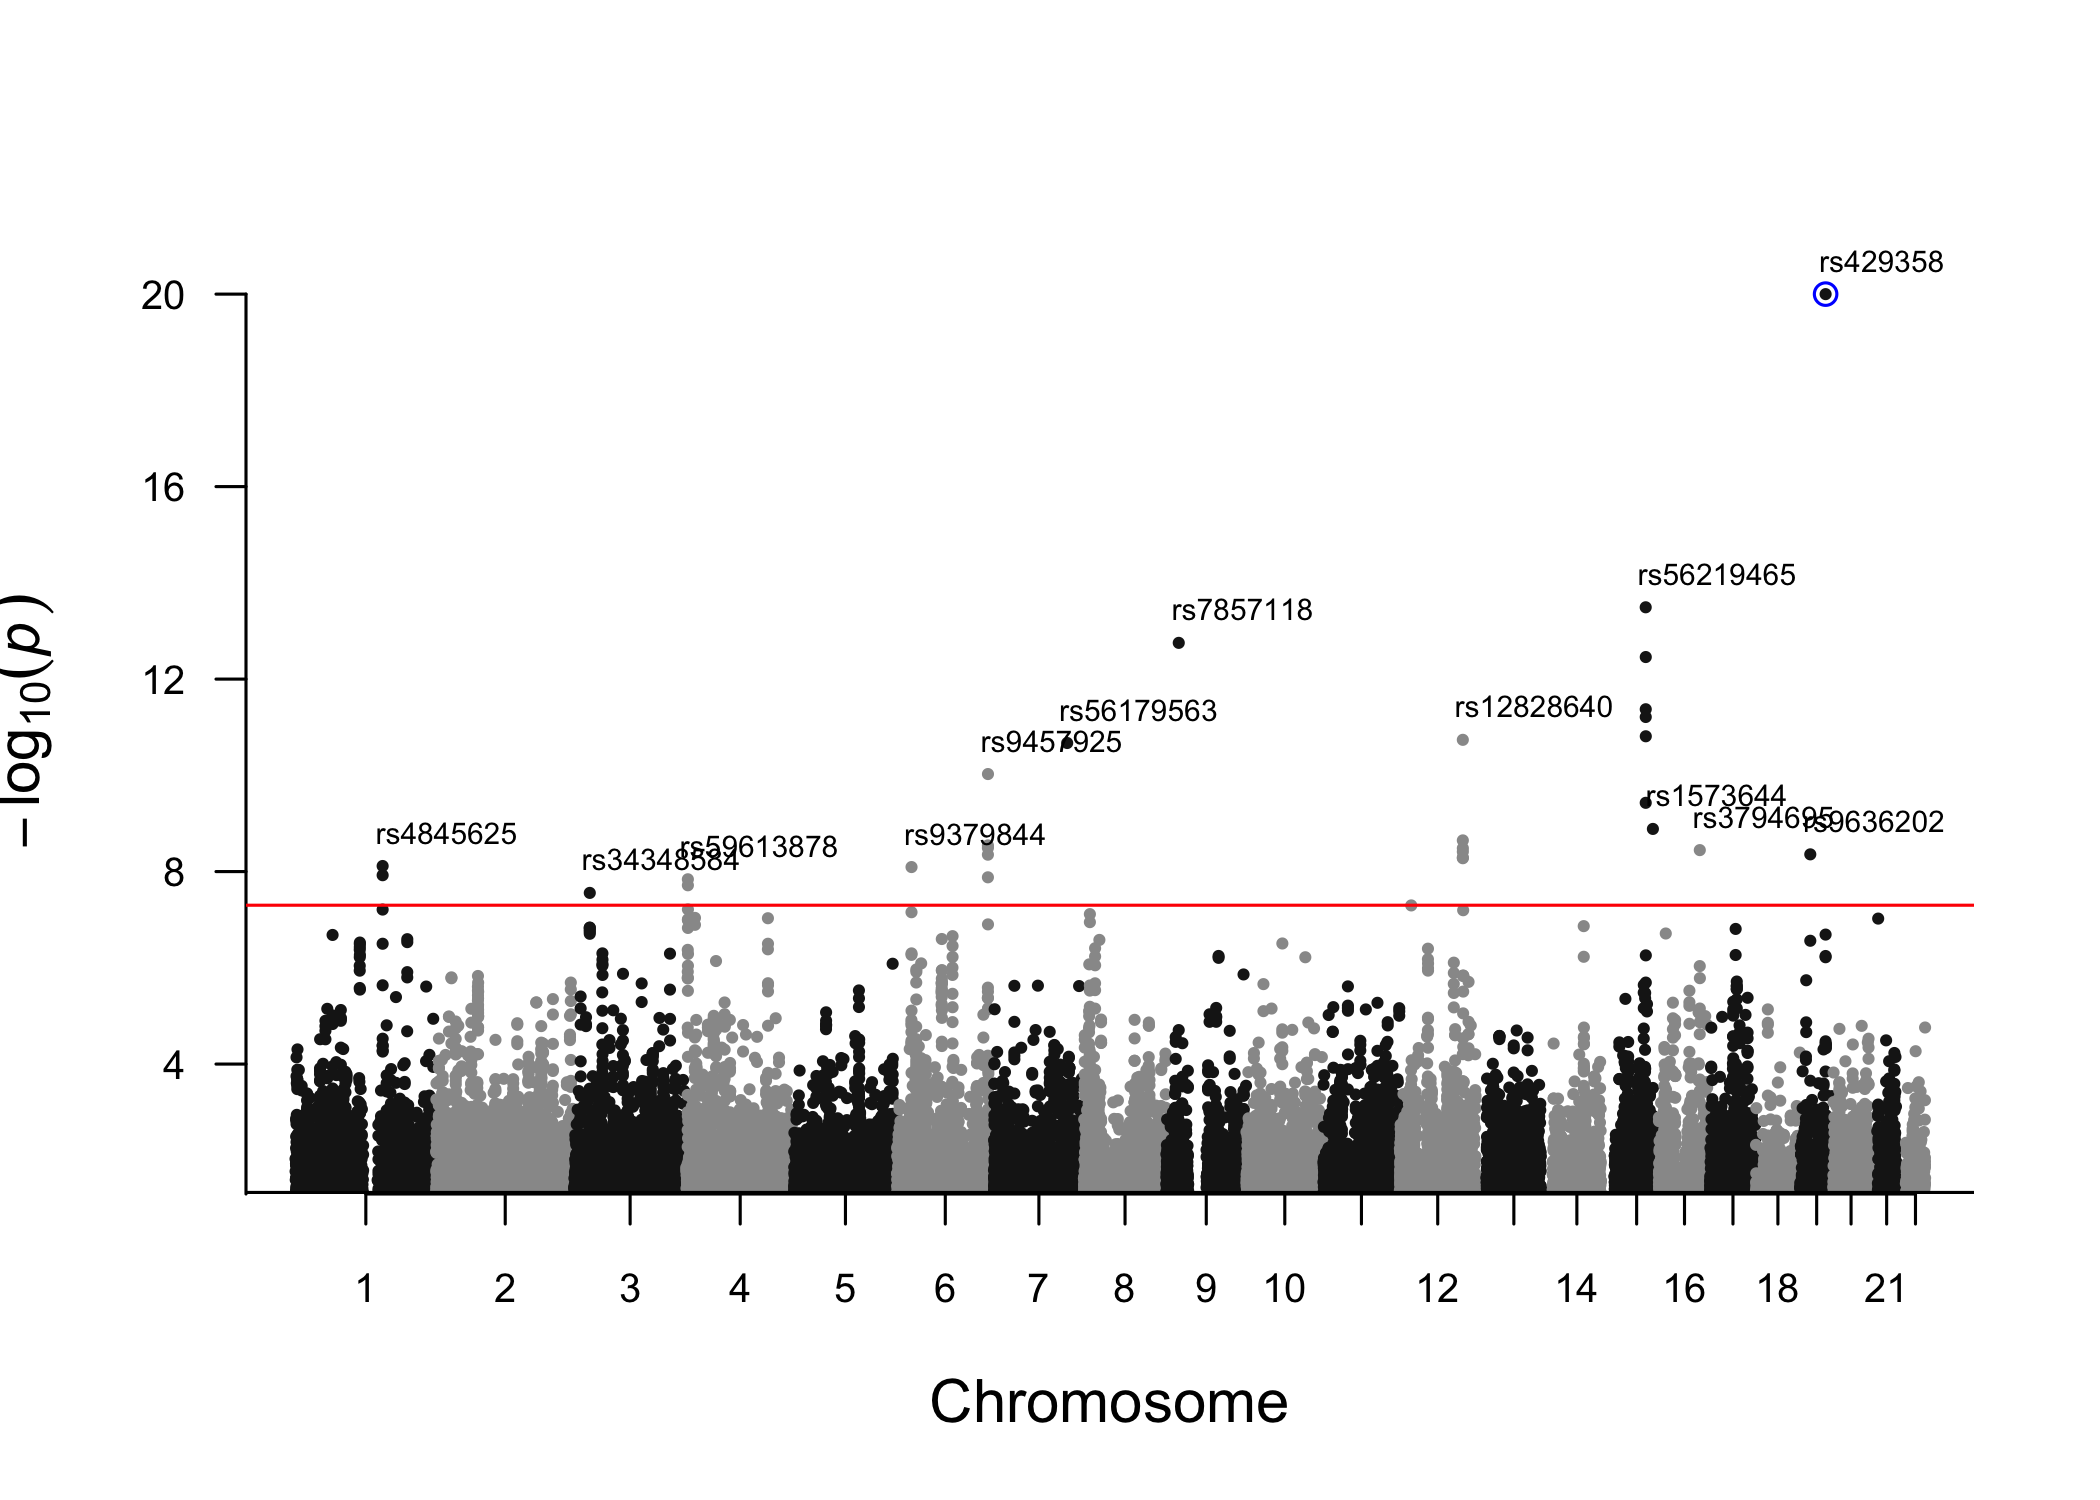 rs429358
20
16
rs56219465
rs7857118
12
rs56179563
rs12828640
rs9457925
rs1573644
rs3794695
rs9636202
rs4845625
rs9379844
rs59613878
rs34348584
8
4
− log10(p)
1 2 3 4 5 6 7 8 9 10 12 14 16 18 21
Chromosome